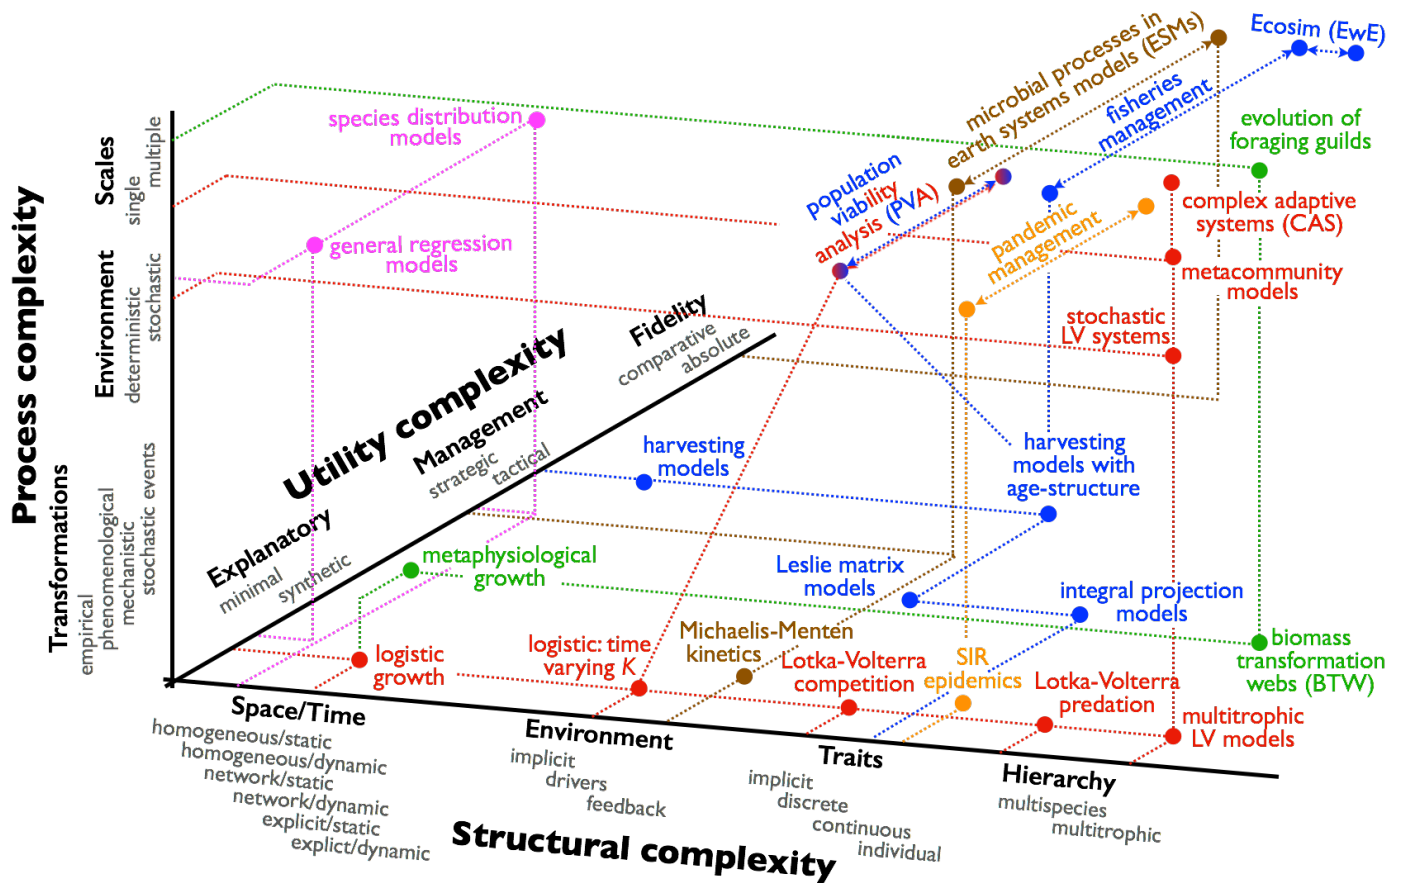 Process complexity
Scales
single
multiple
Environment
deterministic
stochastic
Transformations
empirical
phenomenological
mechanistic
stochastic events
Utility complexity
Explanatory
minimal
synthetic
Management
strategic
tactical
Fidelity
comparative
absolute
Structural complexity
Space/Time
homogeneous/static
homogeneous/dynamic
network/static
network/dynamic
explicit/static
explict/dynamic
Environment
implicit
drivers
feedback
Traits
implicit
discrete
continuous
individual
Hierarchy
multispecies
multitrophic
species distribution
models
general regression
models
microbial processes in
earth systems models (ESMs)
Ecosim (EwE)
fisheries
management
evolution of
foraging guilds
population
viability
analysis (PVA)
pandemic
management
complex adaptive
systems (CAS)
metacommunity
models
stochastic
LV systems
harvesting
models
harvesting
models with
age-structure
metaphysiological
growth
Leslie matrix
models
integral projection
models
logistic
growth
logistic: time
varying K
Michaelis-Menten
kinetics
Lotka-Volterra
competition
SIR
epidemics
Lotka-Volterra
predation
biomass
transformation
webs (BTW)
multitrophic
LV models